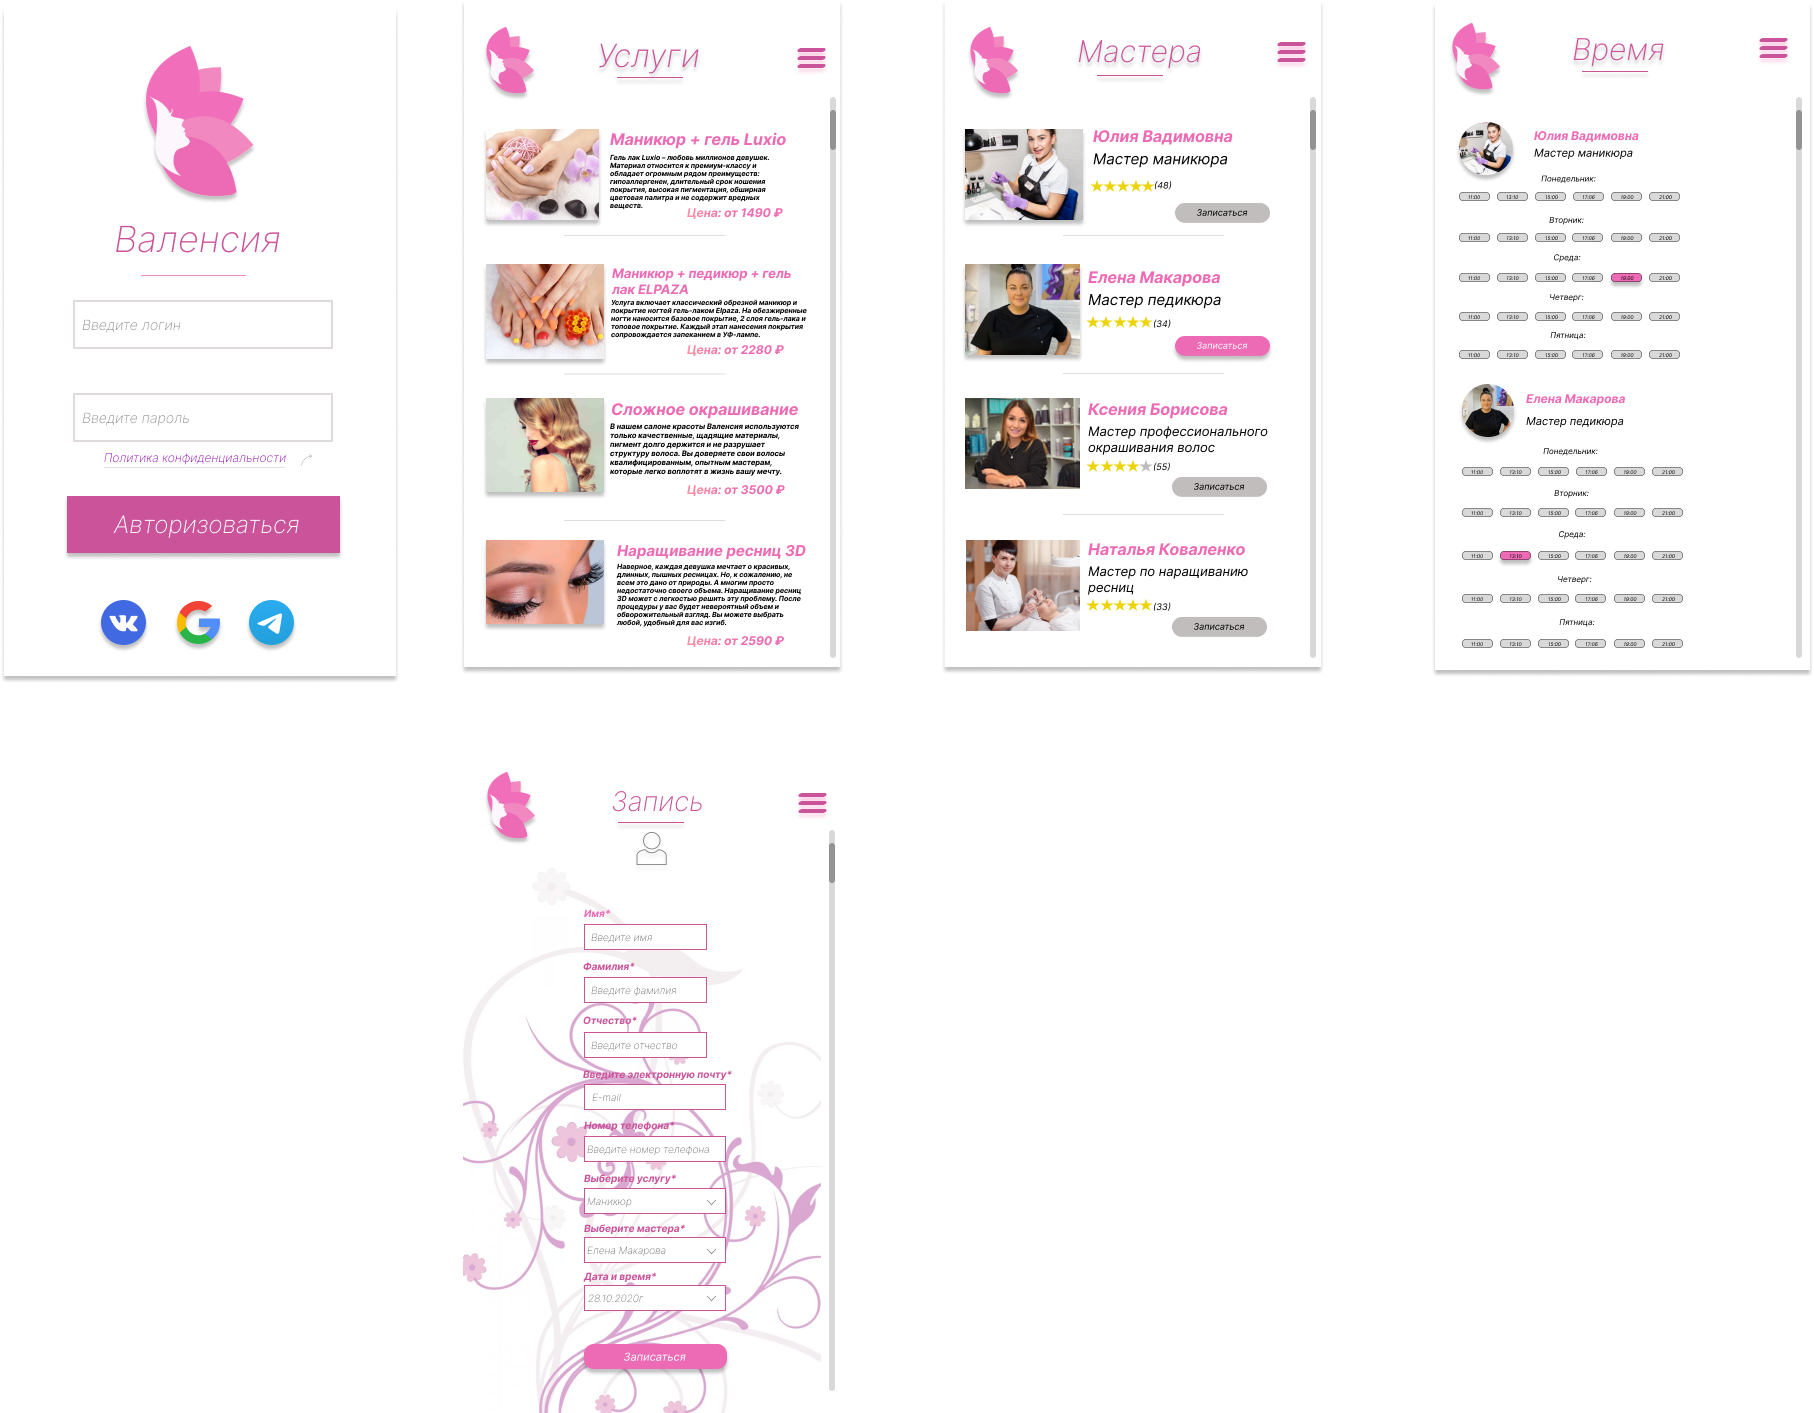 Валенсия
Введите логин
Введите пароль
Политика конфиденциальности
Авторизоваться
Услуги
Маникюр + гель Luxio
Гель лак Luxio – любовь миллионов девушек.
Материал относится к премиум-классу и
обладает огромным рядом преимуществ:
гипоаллергенен, длительный срок ношения
покрытия, высокая пигментация, обширная
цветовая палитра и не содержит вредных
веществ.
Цена: от 1490 ₽
Маникюр + педикюр + гель
лак ELPAZA
Услуга включает классический обрезной маникюр и
покрытие ногтей гель-лаком Elpaza. На обезжиренные
ногти наносится базовое покрытие, 2 слоя гель-лака и
топовое покрытие. Каждый этап нанесения покрытия
сопровождается запеканием в УФ-лампе.
Цена: от 2280 ₽
Сложное окрашивание
В нашем салоне красоты Валенсия используются
только качественные, щадящие материалы,
пигмент долго держится и не разрушает
структуру волоса. Вы доверяете свои волосы
квалифицированным, опытным мастерам,
которые легко воплотят в жизнь вашу мечту.
Цена: от 3500 ₽
Наращивание ресниц 3D
Наверное, каждая девушка мечтает о красивых,
длинных, пышных ресницах. Но, к сожалению, не
всем это дано от природы. А многим просто
недостаточно своего объема. Наращивание ресниц
3D может с легкостью решить эту проблему. После
процедуры у вас будет невероятный объем и
обворожительный взгляд. Вы можете выбрать
любой, удобный для вас изгиб.
Цена: от 2590 ₽
Мастера
Юлия Вадимовна
Мастер маникюра
(48)
Записаться
Елена Макарова
Мастер педикюра
(34)
Записаться
Ксения Борисова
Мастер профессионального
окрашивания волос
(55)
Записаться
Наталья Коваленко
Мастер по наращиванию
ресниц
(33)
Записаться
Время
Юлия Вадимовна
Мастер маникюра
Понедельник:
11:00 13:10 15:00 17:06 19:00 21:00
Вторник:
11:00 13:10 15:00 17:06 19:00 21:00
Среда:
11:00 13:10 15:00 17:06 19:00 21:00
Четверг:
11:00 13:10 15:00 17:06 19:00 21:00
Пятница:
11:00 13:10 15:00 17:06 19:00 21:00
Елена Макарова
Мастер педикюра
Понедельник:
11:00 13:10 15:00 17:06 19:00 21:00
Вторник:
11:00 13:10 15:00 17:06 19:00 21:00
Среда:
11:00 13:10 15:00 17:06 19:00 21:00
Четверг:
11:00 13:10 15:00 17:06 19:00 21:00
Пятница:
11:00 13:10 15:00 17:06 19:00 21:00
Запись
Имя*
Введите имя
Фамилия*
Введите фамилия
Отчество*
Введите отчество
Введите электронную почту*
E-mail
Номер телефона*
Введите номер телефона
Выберите услугу*
Маникюр
Выберите мастера*
Елена Макарова
Дата и время*
28.10.2020г
Записаться